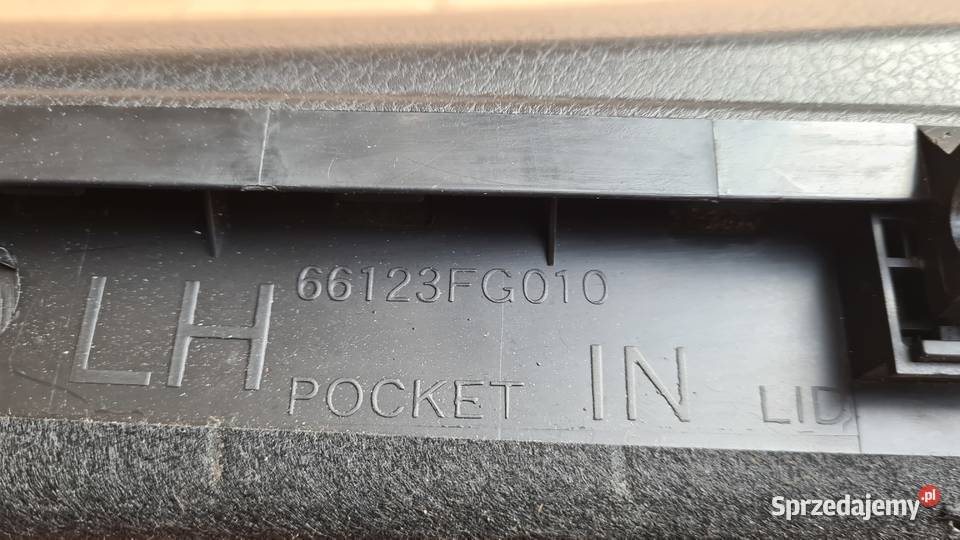 66123FG010
LH
POCKET IN LID
Sprzedajemy.pl